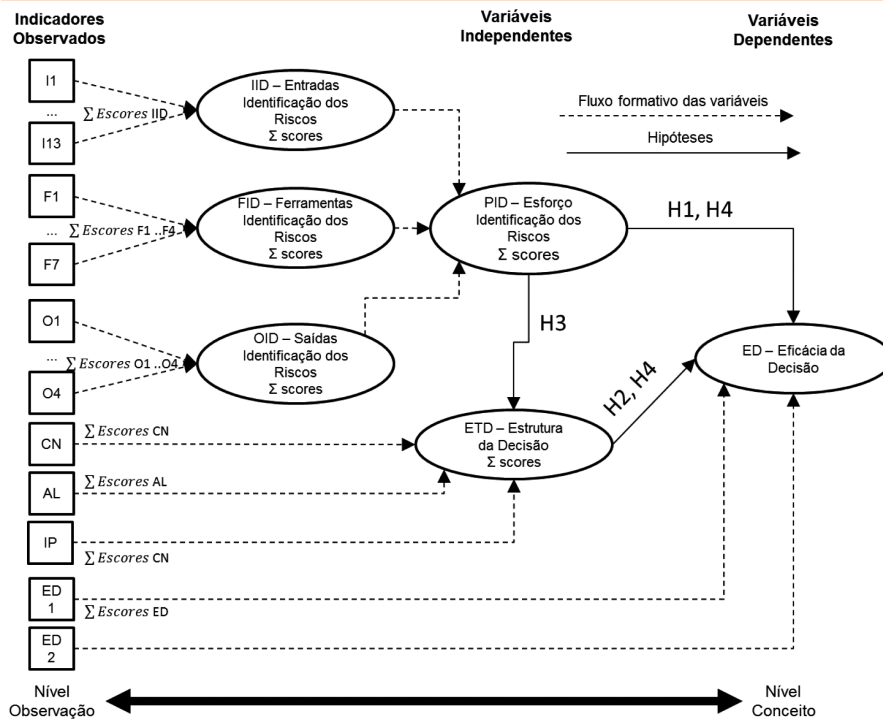 Indicadores
Observados
Variáveis
Independentes
Variáveis
Dependentes
I1
...
∑ Escores IID
I13
IID – Entradas
Identificação dos
Riscos
Σ scores
Fluxo formativo das variáveis
Hipóteses
F1
...
∑ Escores F1 ..F4
F7
FID – Ferramentas
Identificação dos
Riscos
Σ scores
PID – Esforço
Identificação dos
Riscos
Σ scores
H1, H4
O1
...
∑ Escores O1 ..O4
O4
OID – Saídas
Identificação dos
Riscos
Σ scores
H3
H2, H4
ED – Eficácia da
Decisão
CN
∑ Escores CN
ETD – Estrutura
da Decisão
Σ scores
AL
∑ Escores AL
IP
∑ Escores CN
ED
1
∑ Escores ED
ED
2
Nível
Observação
Nível
Conceito